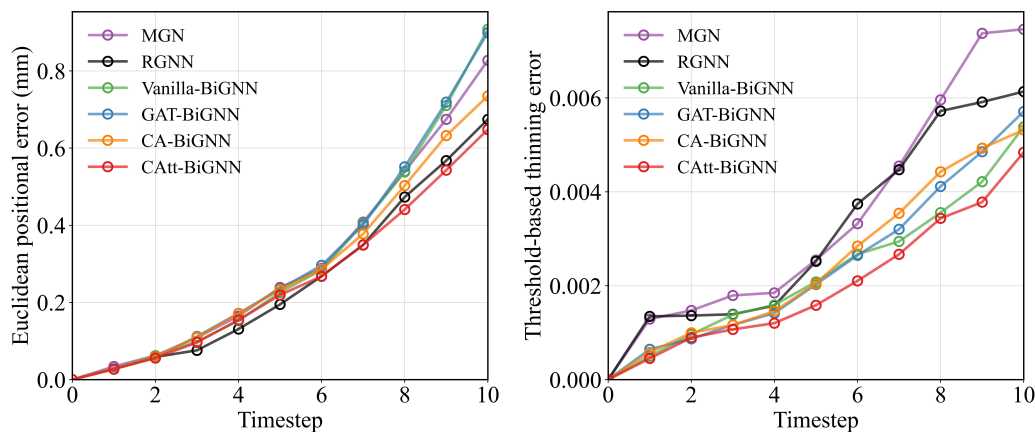 Euclidean positional error (mm)
0.8
0.6
0.4
0.2
0.0
MGN
RGNN
Vanilla-BiGNN
GAT-BiGNN
CA-BiGNN
CAtt-BiGNN
0 2 4 6 8 10
Timestep
Threshold-based thinning error
0.006
0.004
0.002
0.000
MGN
RGNN
Vanilla-BiGNN
GAT-BiGNN
CA-BiGNN
CAtt-BiGNN
0 2 4 6 8 10
Timestep